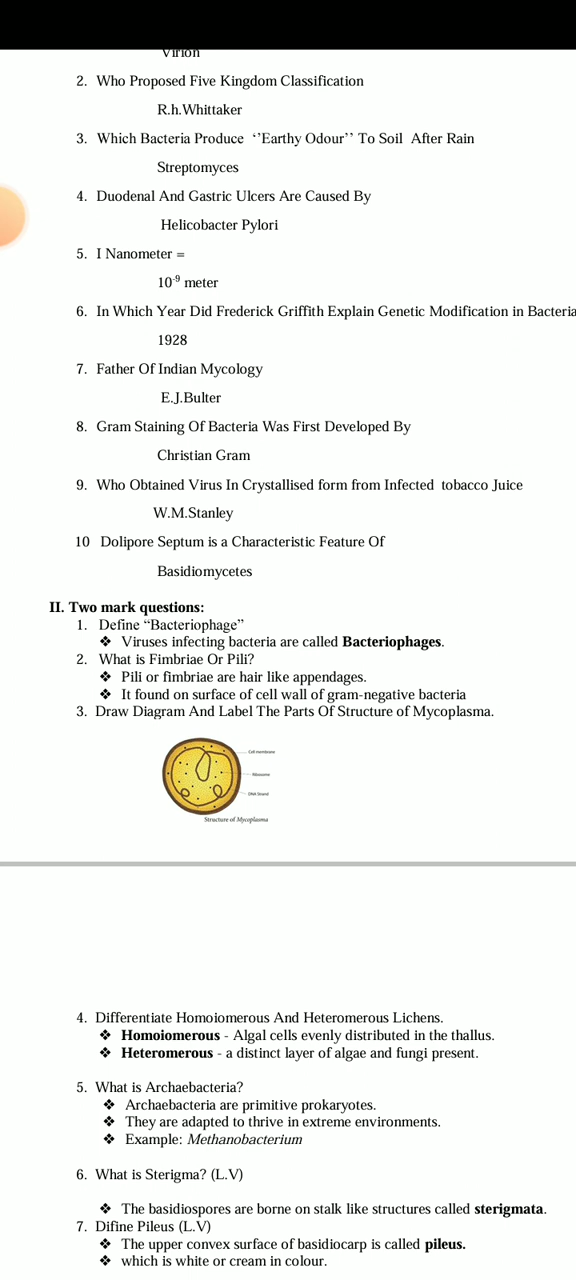 Virion
2. Who Proposed Five Kingdom Classification
R.h.Whittaker
3. Which Bacteria Produce ‘’Earthy Odour’’ To Soil After Rain
Streptomyces
4. Duodenal And Gastric Ulcers Are Caused By
Helicobacter Pylori
5. I Nanometer =
10⁻⁹ meter
6. In Which Year Did Frederick Griffith Explain Genetic Modification in Bacteria
1928
7. Father Of Indian Mycology
E.J.Bulter
8. Gram Staining Of Bacteria Was First Developed By
Christian Gram
9. Who Obtained Virus In Crystallised form from Infected tobacco Juice
W.M.Stanley
10 Dolipore Septum is a Characteristic Feature Of
Basidiomycetes
II. Two mark questions:
1. Define “Bacteriophage”
❖ Viruses infecting bacteria are called Bacteriophages.
2. What is Fimbriae Or Pili?
❖ Pili or fimbriae are hair like appendages.
❖ It found on surface of cell wall of gram-negative bacteria
3. Draw Diagram And Label The Parts Of Structure of Mycoplasma.
Cell membrane
Ribosome
DNA Strand
Structure of Mycoplasma
4. Differentiate Homoiomerous And Heteromerous Lichens.
❖ Homoiomerous - Algal cells evenly distributed in the thallus.
❖ Heteromerous - a distinct layer of algae and fungi present.
5. What is Archaebacteria?
❖ Archaebacteria are primitive prokaryotes.
❖ They are adapted to thrive in extreme environments.
❖ Example: Methanobacterium
6. What is Sterigma? (L.V)
❖ The basidiospores are borne on stalk like structures called sterigmata.
7. Difine Pileus (L.V)
❖ The upper convex surface of basidiocarp is called pileus.
❖ which is white or cream in colour.